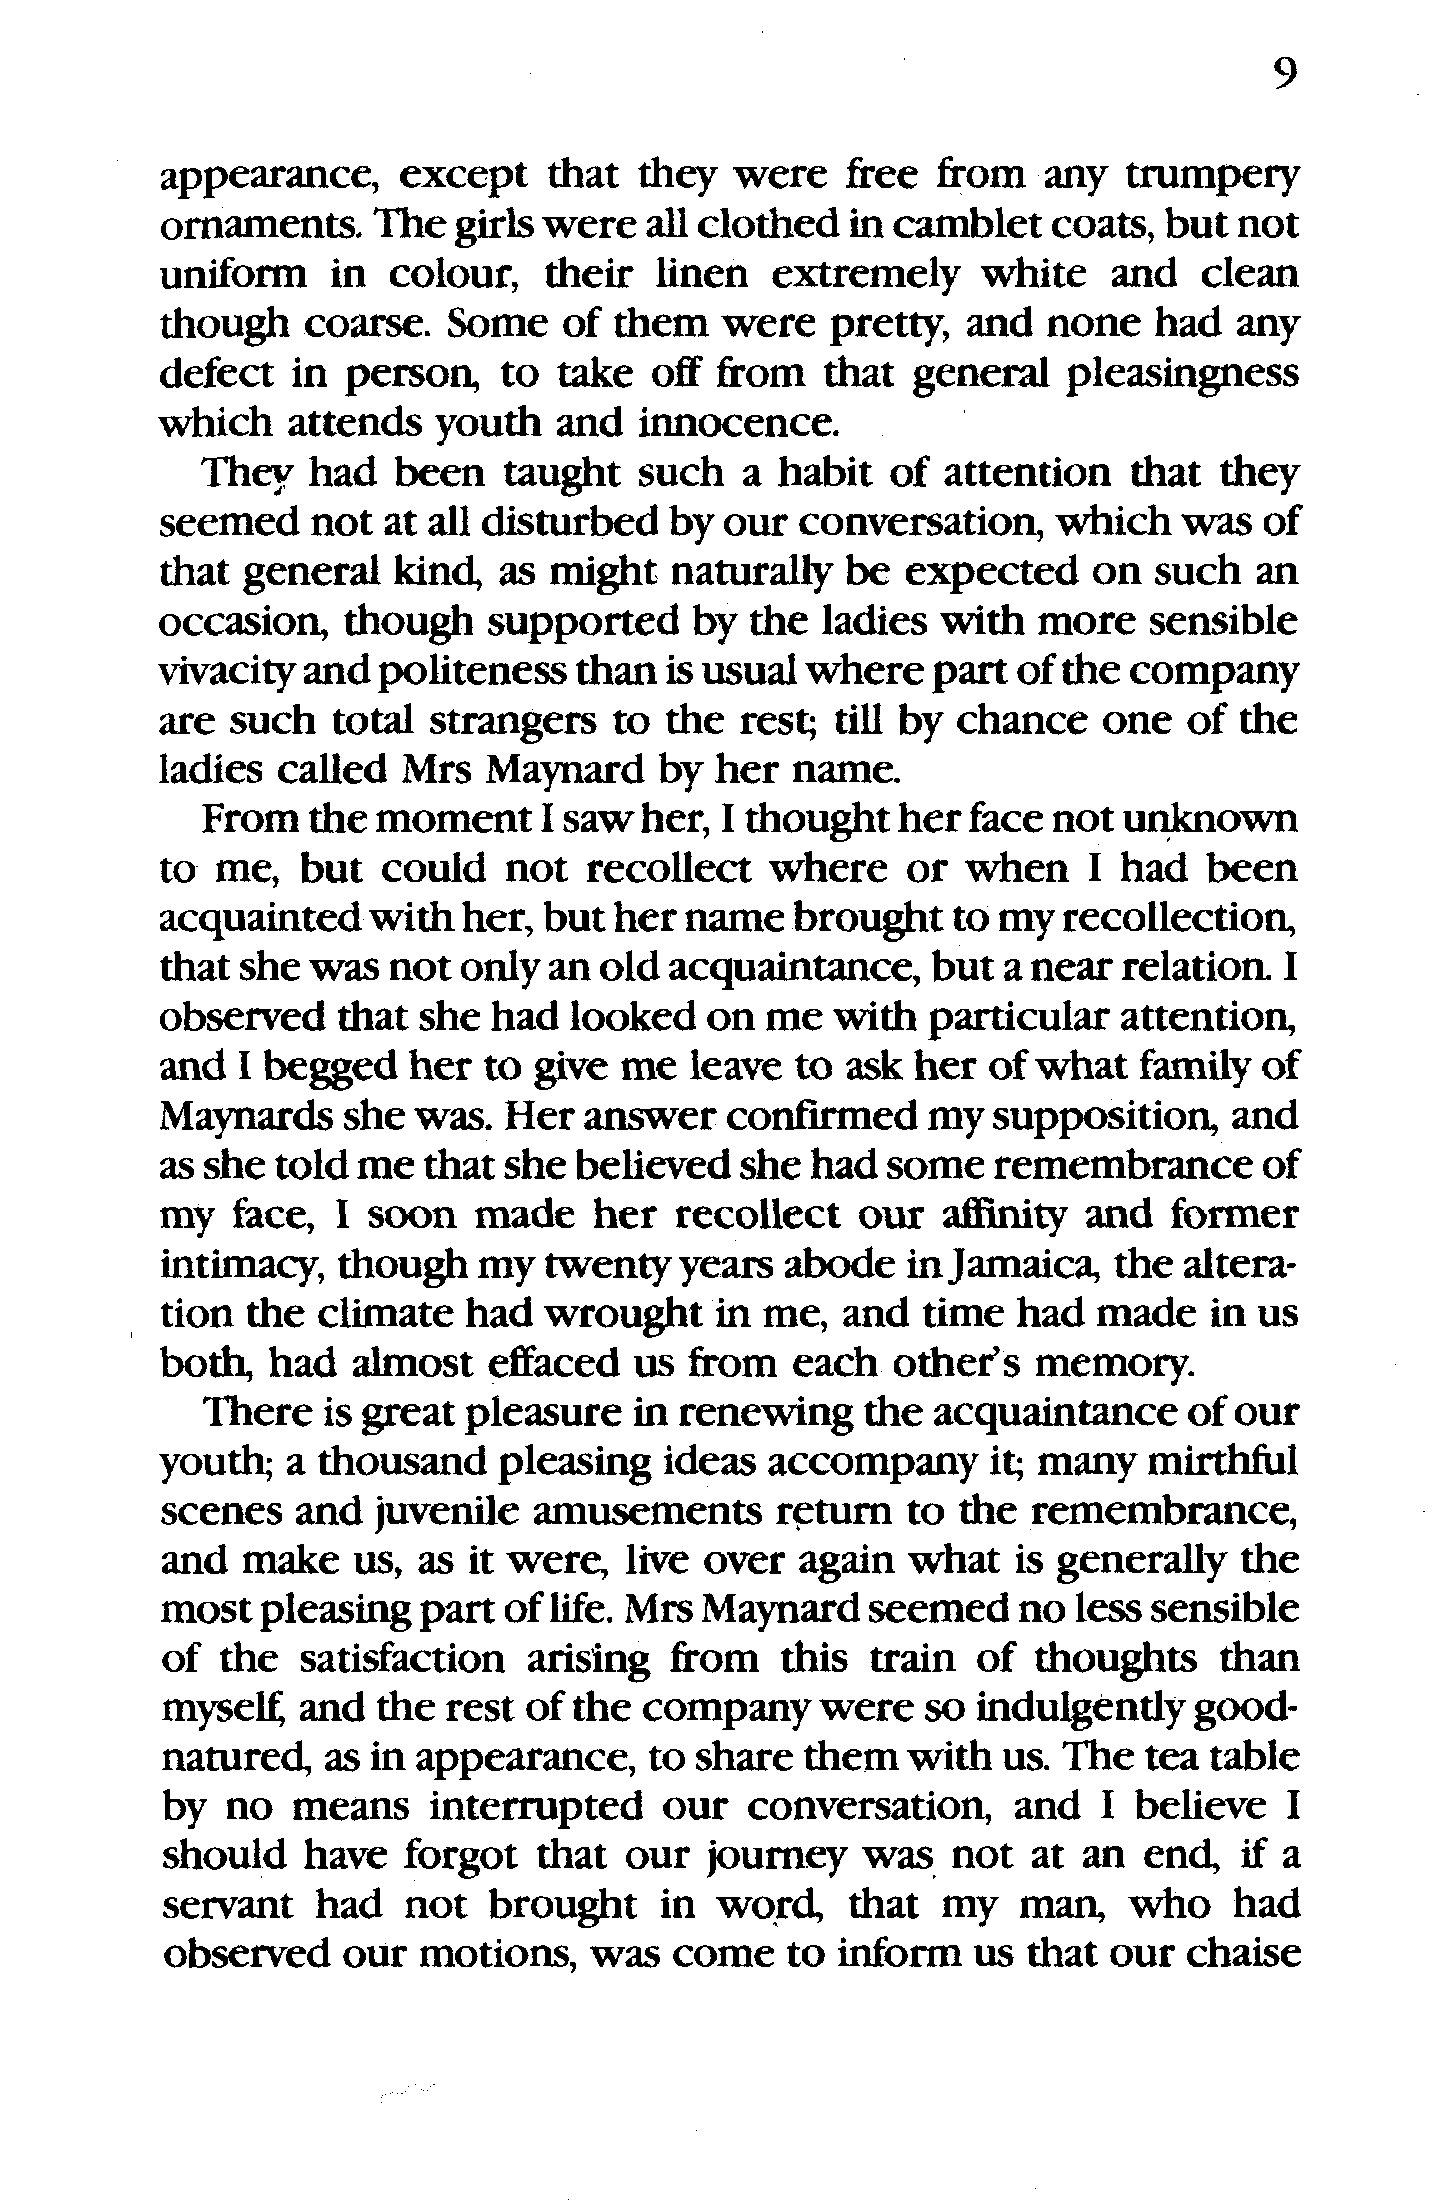 9
appearance, except that they were free from any trumpery
ornaments. The girls were all clothed in camblet coats, but not
uniform in colour, their linen extremely white and clean
though coarse. Some of them were pretty, and none had any
defect in person, to take off from that general pleasingness
which attends youth and innocence.
They had been taught such a habit of attention that they
seemed not at all disturbed by our conversation, which was of
that general kind, as might naturally be expected on such an
occasion, though supported by the ladies with more sensible
vivacity and politeness than is usual where part of the company
are such total strangers to the rest; till by chance one of the
ladies called Mrs Maynard by her name.
From the moment I saw her, I thought her face not unknown
to me, but could not recollect where or when I had been
acquainted with her, but her name brought to my recollection,
that she was not only an old acquaintance, but a near relation. I
observed that she had looked on me with particular attention,
and I begged her to give me leave to ask her of what family of
Maynards she was. Her answer confirmed my supposition, and
as she told me that she believed she had some remembrance of
my face, I soon made her recollect our affinity and former
intimacy, though my twenty years abode in Jamaica, the altera-
tion the climate had wrought in me, and time had made in us
both, had almost effaced us from each other's memory.
There is great pleasure in renewing the acquaintance of our
youth; a thousand pleasing ideas accompany it; many mirthful
scenes and juvenile amusements return to the remembrance,
and make us, as it were, live over again what is generally the
most pleasing part of life. Mrs Maynard seemed no less sensible
of the satisfaction arising from this train of thoughts than
myself, and the rest of the company were so indulgently good-
natured, as in appearance, to share them with us. The tea table
by no means interrupted our conversation, and I believe I
should have forgot that our journey was not at an end, if a
servant had not brought in word, that my man, who had
observed our motions, was come to inform us that our chaise